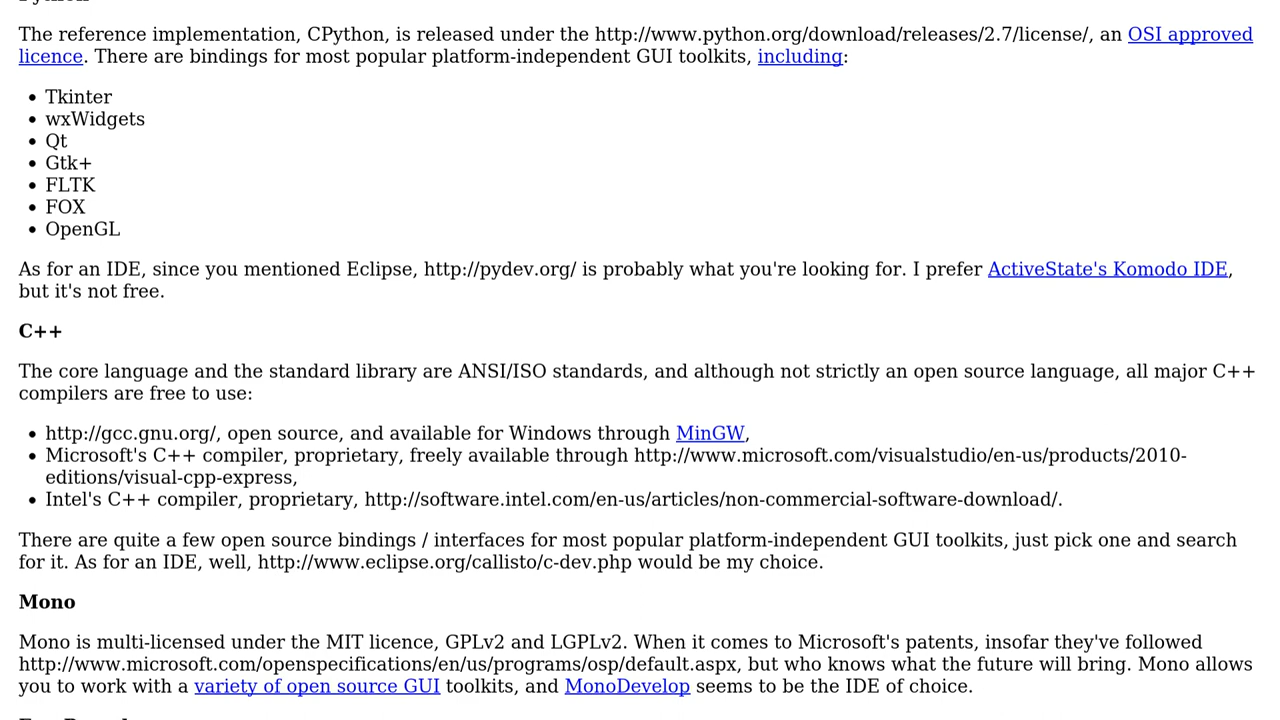 The reference implementation, CPython, is released under the http://www.python.org/download/releases/2.7/license/, an OSI approved
licence. There are bindings for most popular platform-independent GUI toolkits, including:
• Tkinter
• wxWidgets
• Qt
• Gtk+
• FLTK
• FOX
• OpenGL
As for an IDE, since you mentioned Eclipse, http://pydev.org/ is probably what you're looking for. I prefer ActiveState's Komodo IDE,
but it's not free.
C++
The core language and the standard library are ANSI/ISO standards, and although not strictly an open source language, all major C++
compilers are free to use:
• http://gcc.gnu.org/, open source, and available for Windows through MinGW,
• Microsoft's C++ compiler, proprietary, freely available through http://www.microsoft.com/visualstudio/en-us/products/2010-
editions/visual-cpp-express,
• Intel's C++ compiler, proprietary, http://software.intel.com/en-us/articles/non-commercial-software-download/.
There are quite a few open source bindings / interfaces for most popular platform-independent GUI toolkits, just pick one and search
for it. As for an IDE, well, http://www.eclipse.org/callisto/c-dev.php would be my choice.
Mono
Mono is multi-licensed under the MIT licence, GPLv2 and LGPLv2. When it comes to Microsoft's patents, insofar they've followed
http://www.microsoft.com/openspecifications/en/us/programs/osp/default.aspx, but who knows what the future will bring. Mono allows
you to work with a variety of open source GUI toolkits, and MonoDevelop seems to be the IDE of choice.